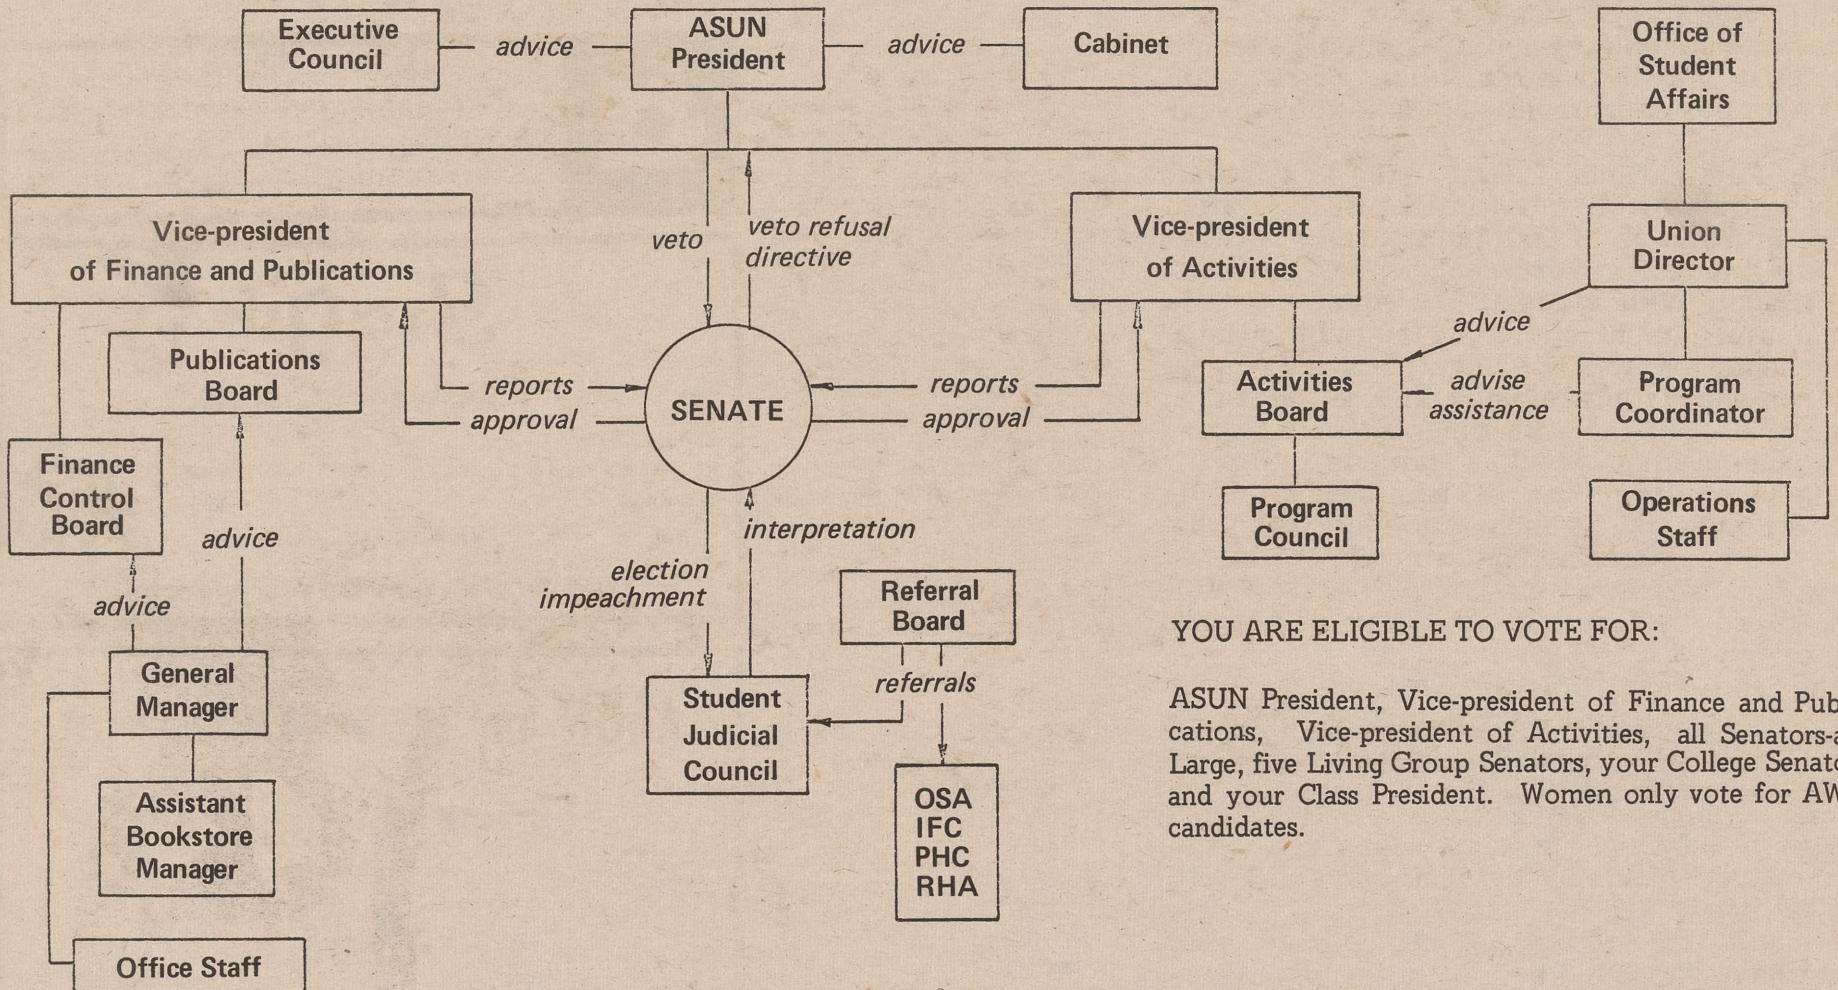 Executive
Council
advice
ASUN
President
advice
Cabinet
Office of
Student
Affairs
Vice-president
of Finance and Publications
veto
veto refusal
directive
Vice-president
of Activities
Union
Director
advice
Publications
Board
reports
approval
SENATE
reports
approval
Activities
Board
advise
assistance
Program
Coordinator
Finance
Control
Board
advice
advice
interpretation
election
impeachment
Program
Council
Operations
Staff
Referral
Board
referrals
General
Manager
Student
Judicial
Council
Assistant
Bookstore
Manager
OSA
IFC
PHC
RHA
Office Staff
YOU ARE ELIGIBLE TO VOTE FOR:
ASUN President, Vice-president of Finance and Pub
cations, Vice-president of Activities, all Senators-
Large, five Living Group Senators, your College Senat
and your Class President. Women only vote for AW
candidates.